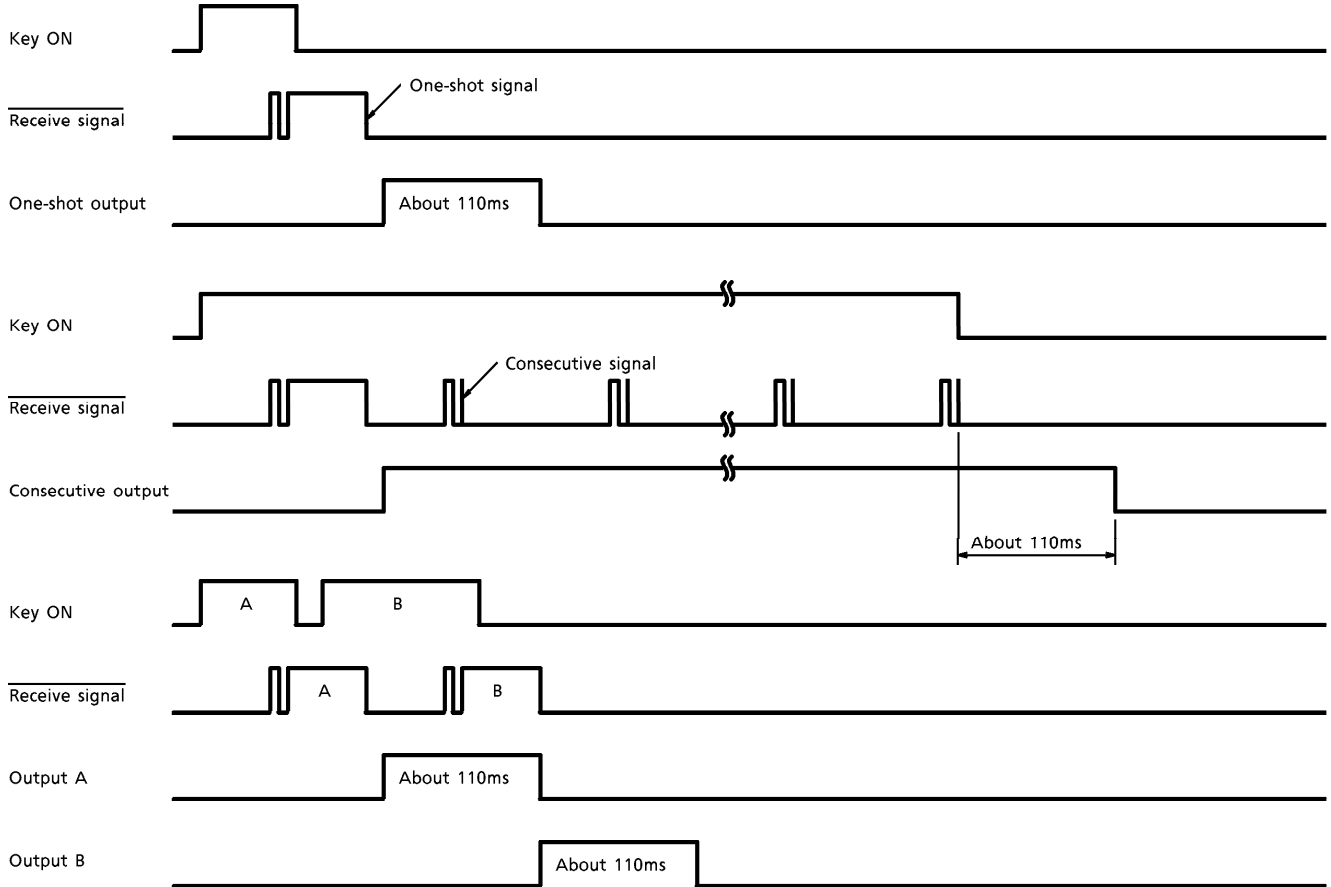 Key ON
Receive signal
One-shot signal
One-shot output
About 110ms
Key ON
Receive signal
Consecutive signal
Consecutive output
About 110ms
Key ON
A
B
Receive signal
A
B
Output A
About 110ms
Output B
About 110ms